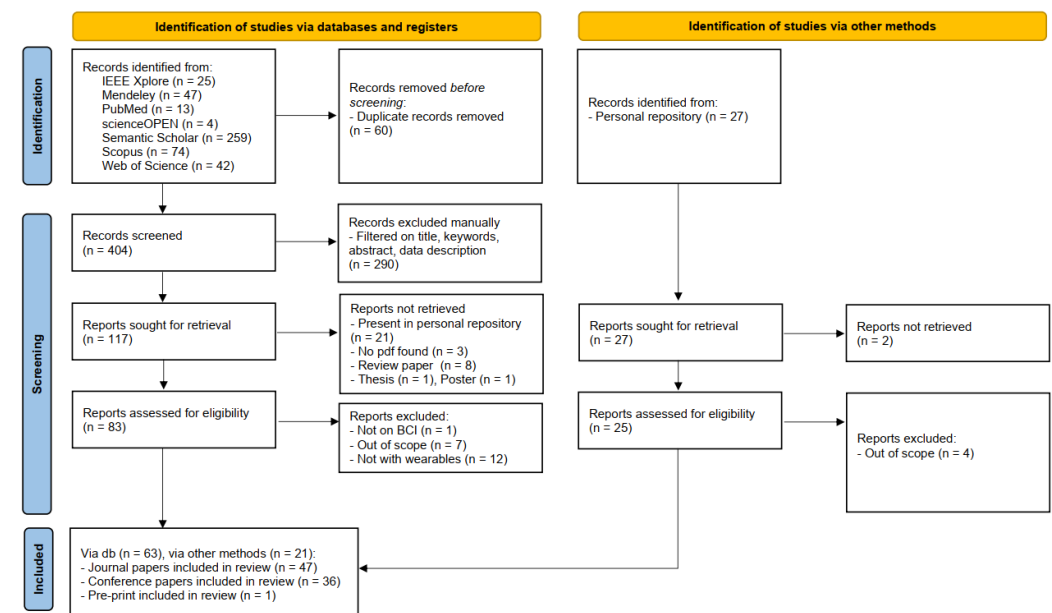 Identification of studies via databases and registers
Identification of studies via other methods
Identification
Records identified from:
IEEE Xplore (n = 25)
Mendeley (n = 47)
PubMed (n = 13)
scienceOPEN (n = 4)
Semantic Scholar (n = 259)
Scopus (n = 74)
Web of Science (n = 42)
Records removed before
screening:
- Duplicate records removed
(n = 60)
Records identified from:
- Personal repository (n = 27)
Screening
Records screened
(n = 404)
Records excluded manually
- Filtered on title, keywords,
abstract, data description
(n = 290)
Reports sought for retrieval
(n = 117)
Reports not retrieved
- Present in personal repository
(n = 21)
- No pdf found (n = 3)
- Review paper (n = 8)
- Thesis (n = 1), Poster (n = 1)
Reports sought for retrieval
(n = 27)
Reports not retrieved
(n = 2)
Reports assessed for eligibility
(n = 83)
Reports excluded:
- Not on BCI (n = 1)
- Out of scope (n = 7)
- Not with wearables (n = 12)
Reports assessed for eligibility
(n = 25)
Reports excluded:
- Out of scope (n = 4)
Included
Via db (n = 63), via other methods (n = 21):
- Journal papers included in review (n = 47)
- Conference papers included in review (n = 36)
- Pre-print included in review (n = 1)